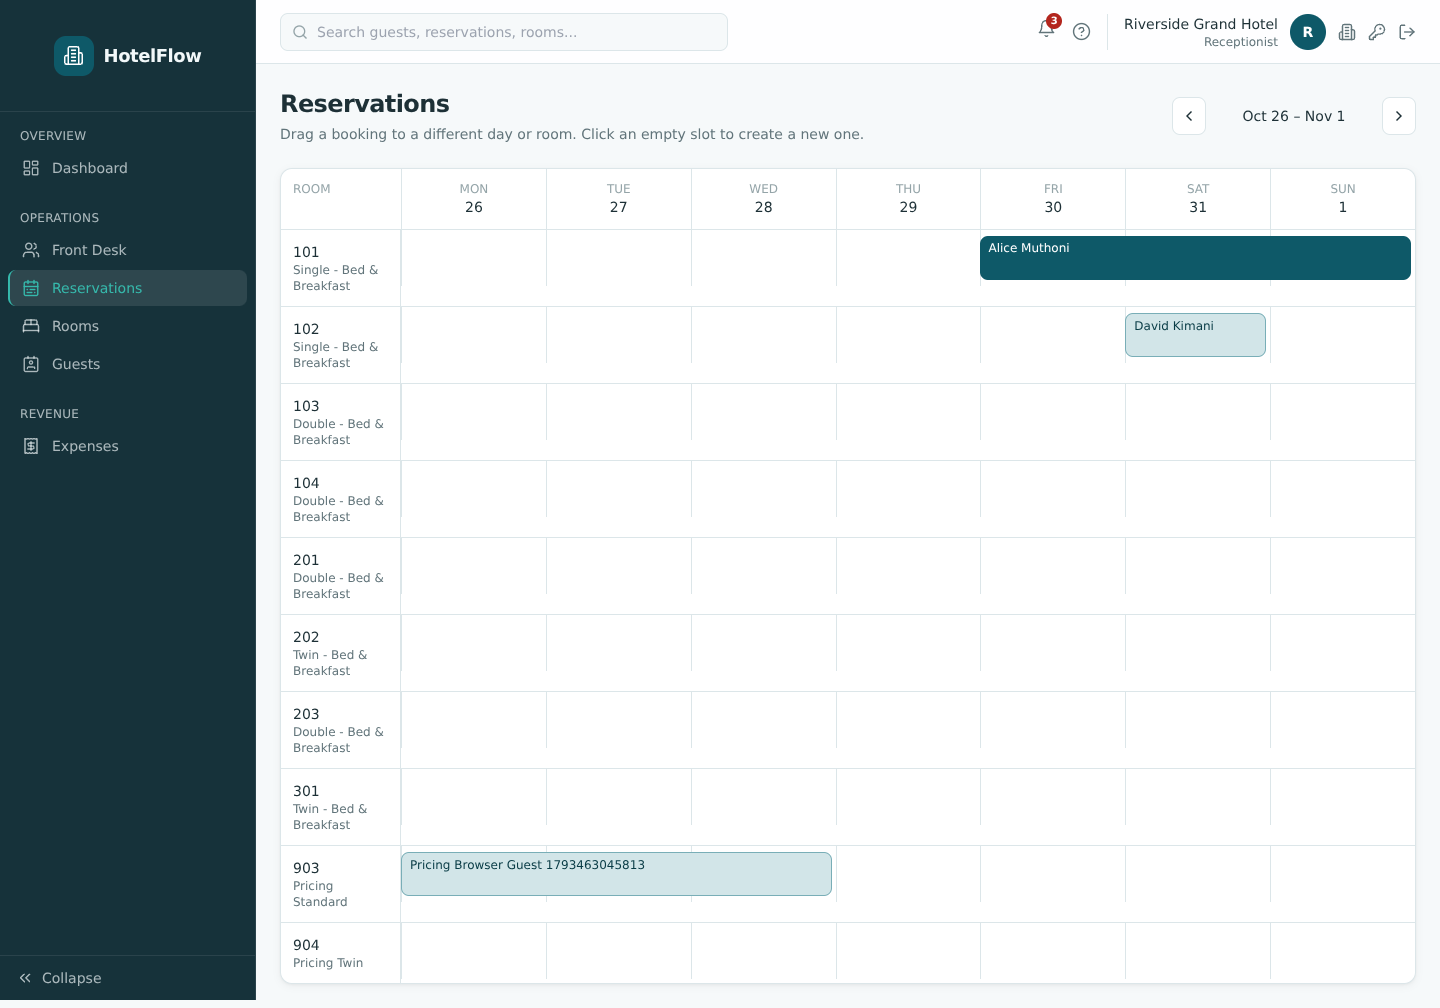 HotelFlow
OVERVIEW
Dashboard
OPERATIONS
Front Desk
Reservations
Rooms
Guests
REVENUE
Expenses
Collapse
Search guests, reservations, rooms...
3
Riverside Grand Hotel
Receptionist
R
Reservations
Drag a booking to a different day or room. Click an empty slot to create a new one.
Oct 26 – Nov 1
ROOM
MON
26
TUE
27
WED
28
THU
29
FRI
30
SAT
31
SUN
1
101
Single - Bed &
Breakfast
Alice Muthoni
102
Single - Bed &
Breakfast
David Kimani
103
Double - Bed &
Breakfast
104
Double - Bed &
Breakfast
201
Double - Bed &
Breakfast
202
Twin - Bed &
Breakfast
203
Double - Bed &
Breakfast
301
Twin - Bed &
Breakfast
903
Pricing
Standard
Pricing Browser Guest 1793463045813
904
Pricing Twin